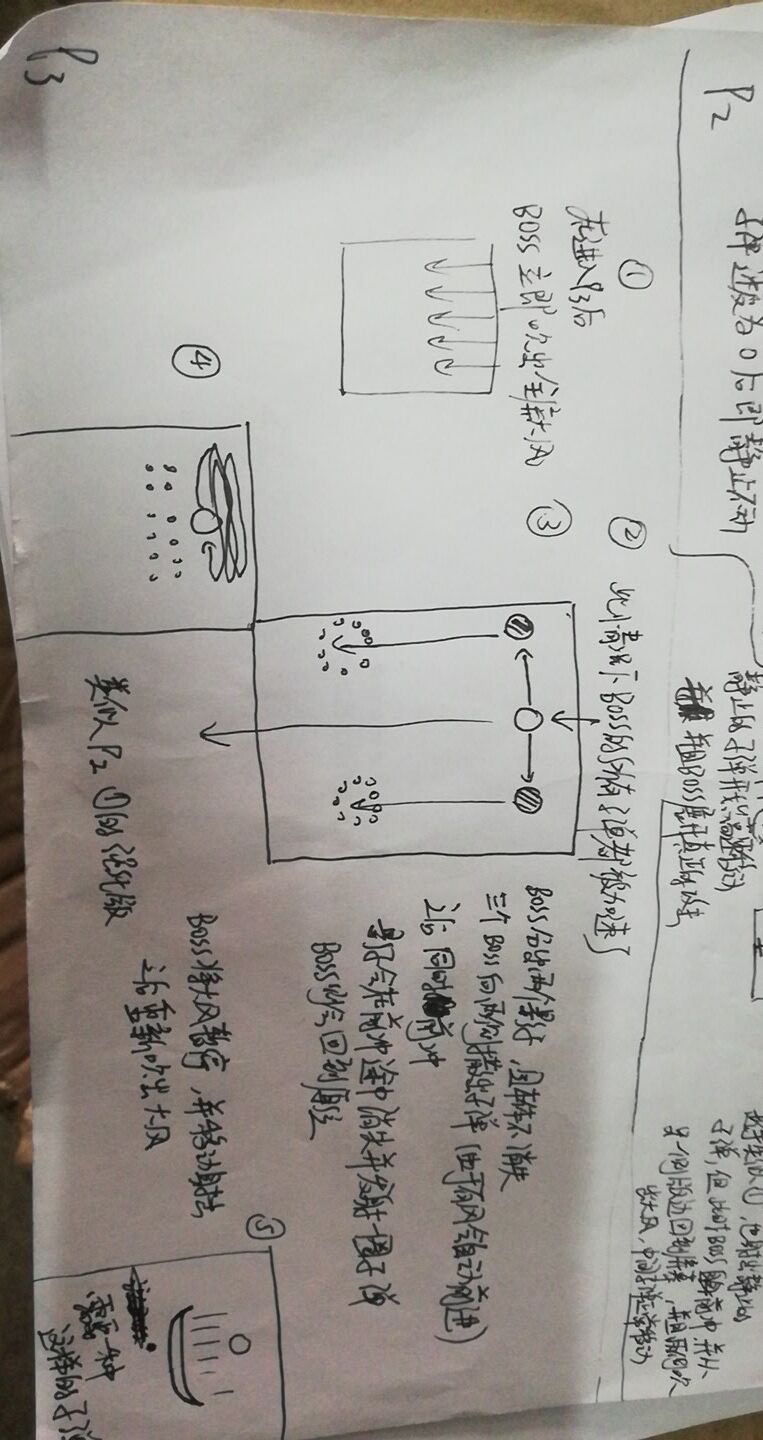 P2
子弹速度为0后即静止不动
静止的子弹开始高速移动
并且BOSS展开真正的攻击
类似①，也射出静止的
子弹，但此时BOSS前冲，并从
另一侧版边回到屏幕，并且两侧吹
出大风，中间子弹正常移动
①
在进入P3后
BOSS立即吹出全屏大风
②
此情况下BOSS的所有子弹都被加速了
③
BOSS分出两个影子，且本体不消失
三个BOSS向两侧撒出子弹（由于有风会自动前进）
之后同时前冲
影子会在前冲途中消失并发射一圈子弹
BOSS则会回到原位
④
BOSS将大风暂停，并移动射击
之后重新吹出大风
类似P2①的强化版
⑤
需要一种
这样的子弹
P3